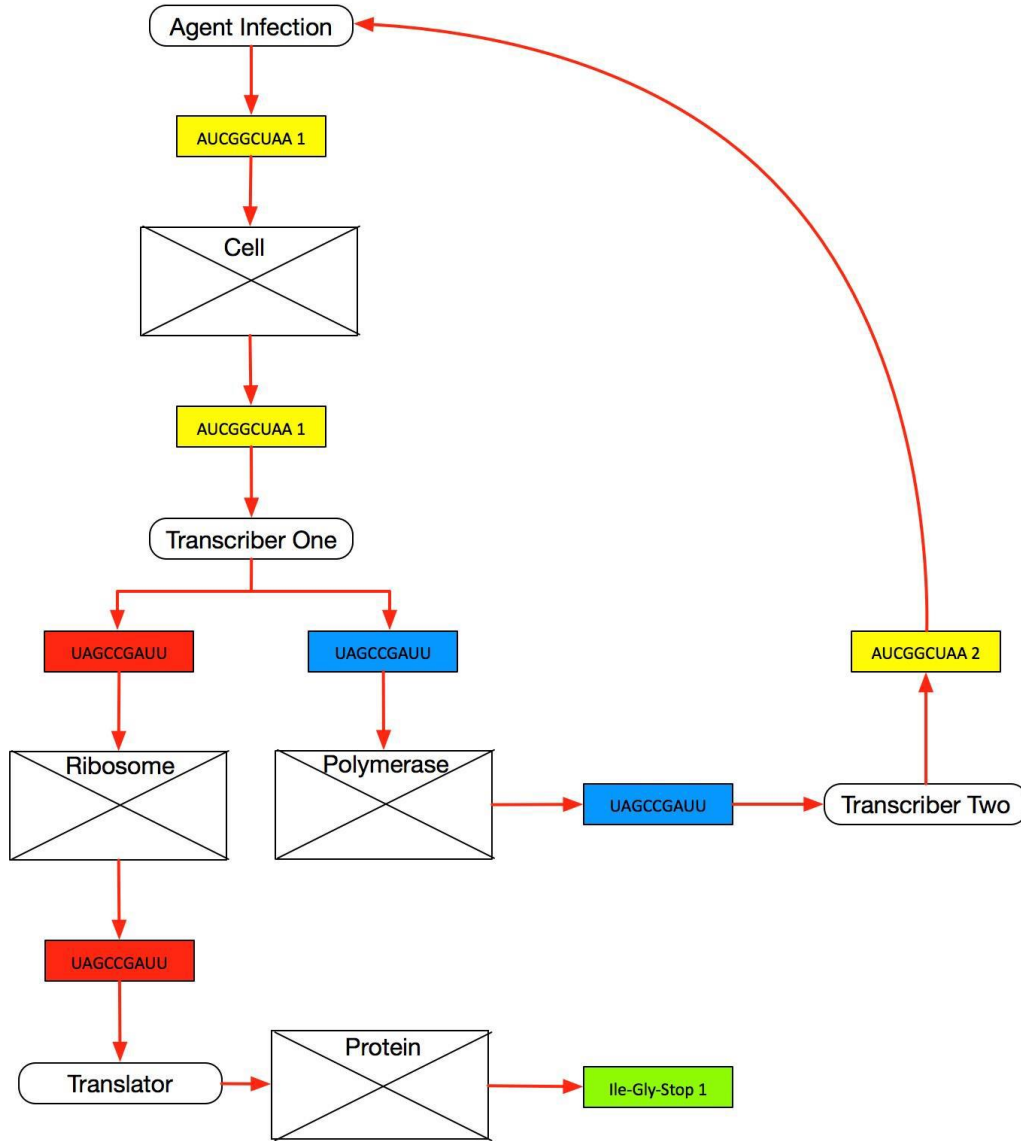 Agent Infection
AUCGGCUAA 1
Cell
AUCGGCUAA 1
Transcriber One
UAGCCGAUU
UAGCCGAUU
AUCGGCUAA 2
Ribosome
Polymerase
UAGCCGAUU
Transcriber Two
UAGCCGAUU
Translator
Protein
Ile-Gly-Stop 1